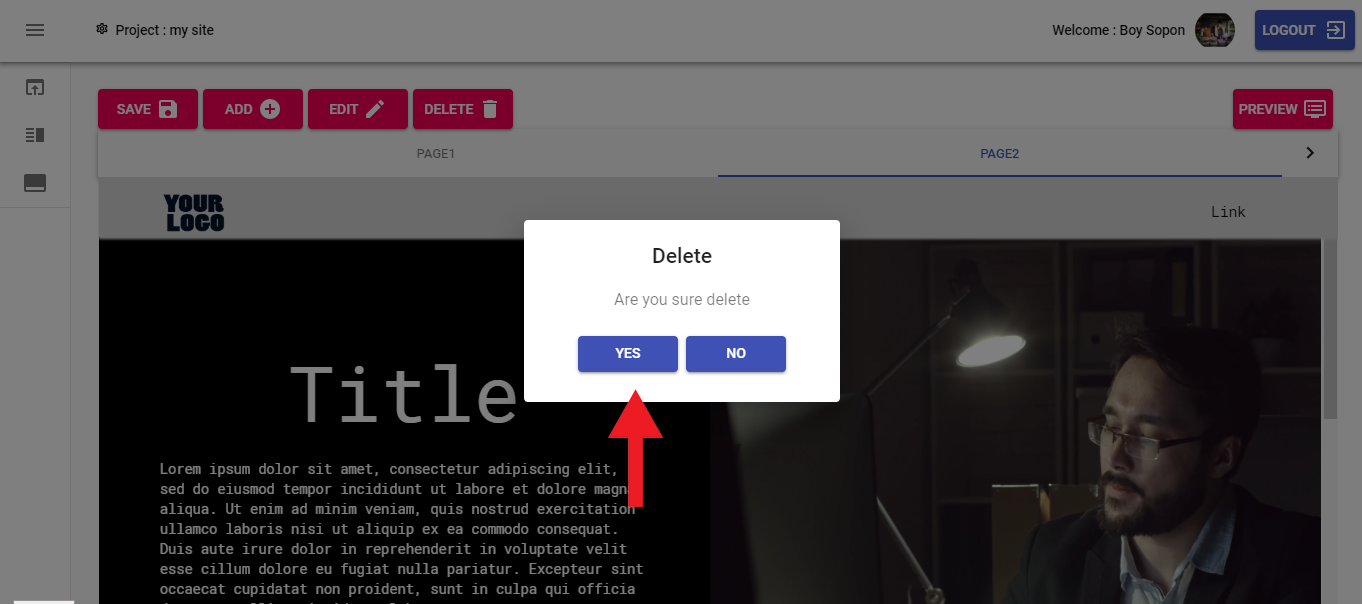 Project : my site
Welcome : Boy Sopon
LOGOUT
SAVE
ADD
EDIT
DELETE
PREVIEW
PAGE1
PAGE2
YOUR
LOGO
Link
Delete
Are you sure delete
YES
NO
Title
Lorem ipsum dolor sit amet, consectetur adipiscing elit,
sed do eiusmod tempor incididunt ut labore et dolore magn
aliqua. Ut enim ad minim veniam, quis nostrud exercitation
ullamco laboris nisi ut aliquip ex ea commodo consequat.
Duis aute irure dolor in reprehenderit in voluptate velit
esse cillum dolore eu fugiat nulla pariatur. Excepteur sint
occaecat cupidatat non proident, sunt in culpa qui officia